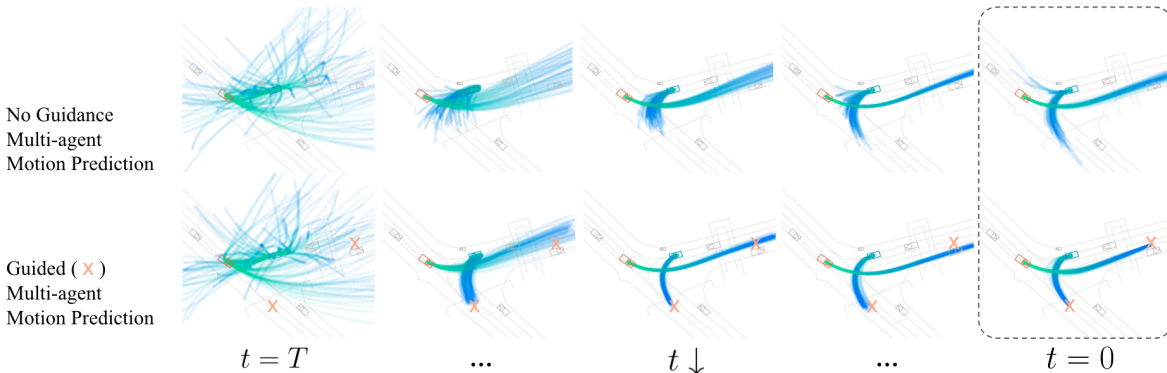 No Guidance
Multi-agent
Motion Prediction
Guided ( X )
Multi-agent
Motion Prediction
t = T ... t ↓ ... t = 0